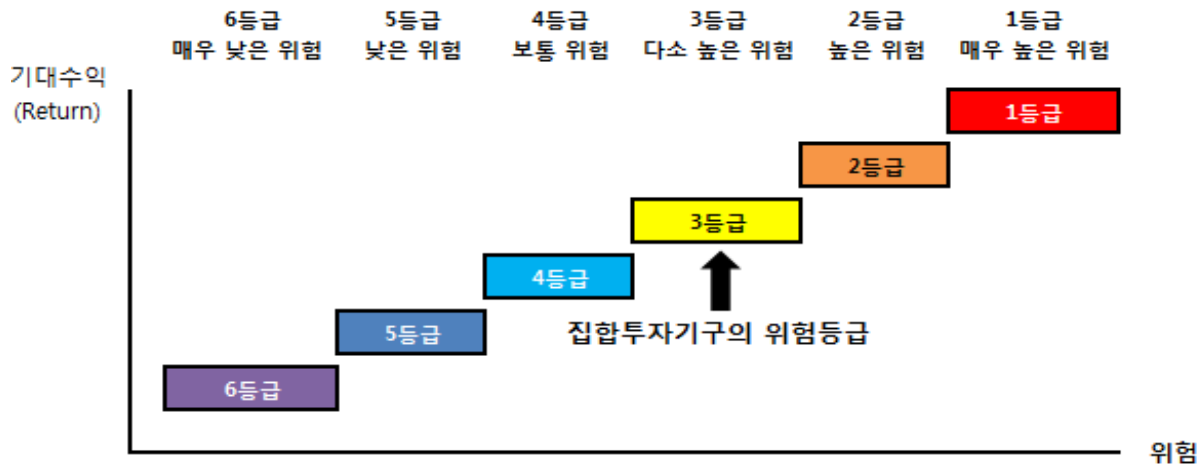 6등급 5등급 4등급 3등급 2등급 1등급
매우 낮은 위험 낮은 위험 보통 위험 다소 높은 위험 높은 위험 매우 높은 위험
기대수익
(Return)
1등급
2등급
3등급
4등급
집합투자기구의 위험등급
5등급
6등급
위험